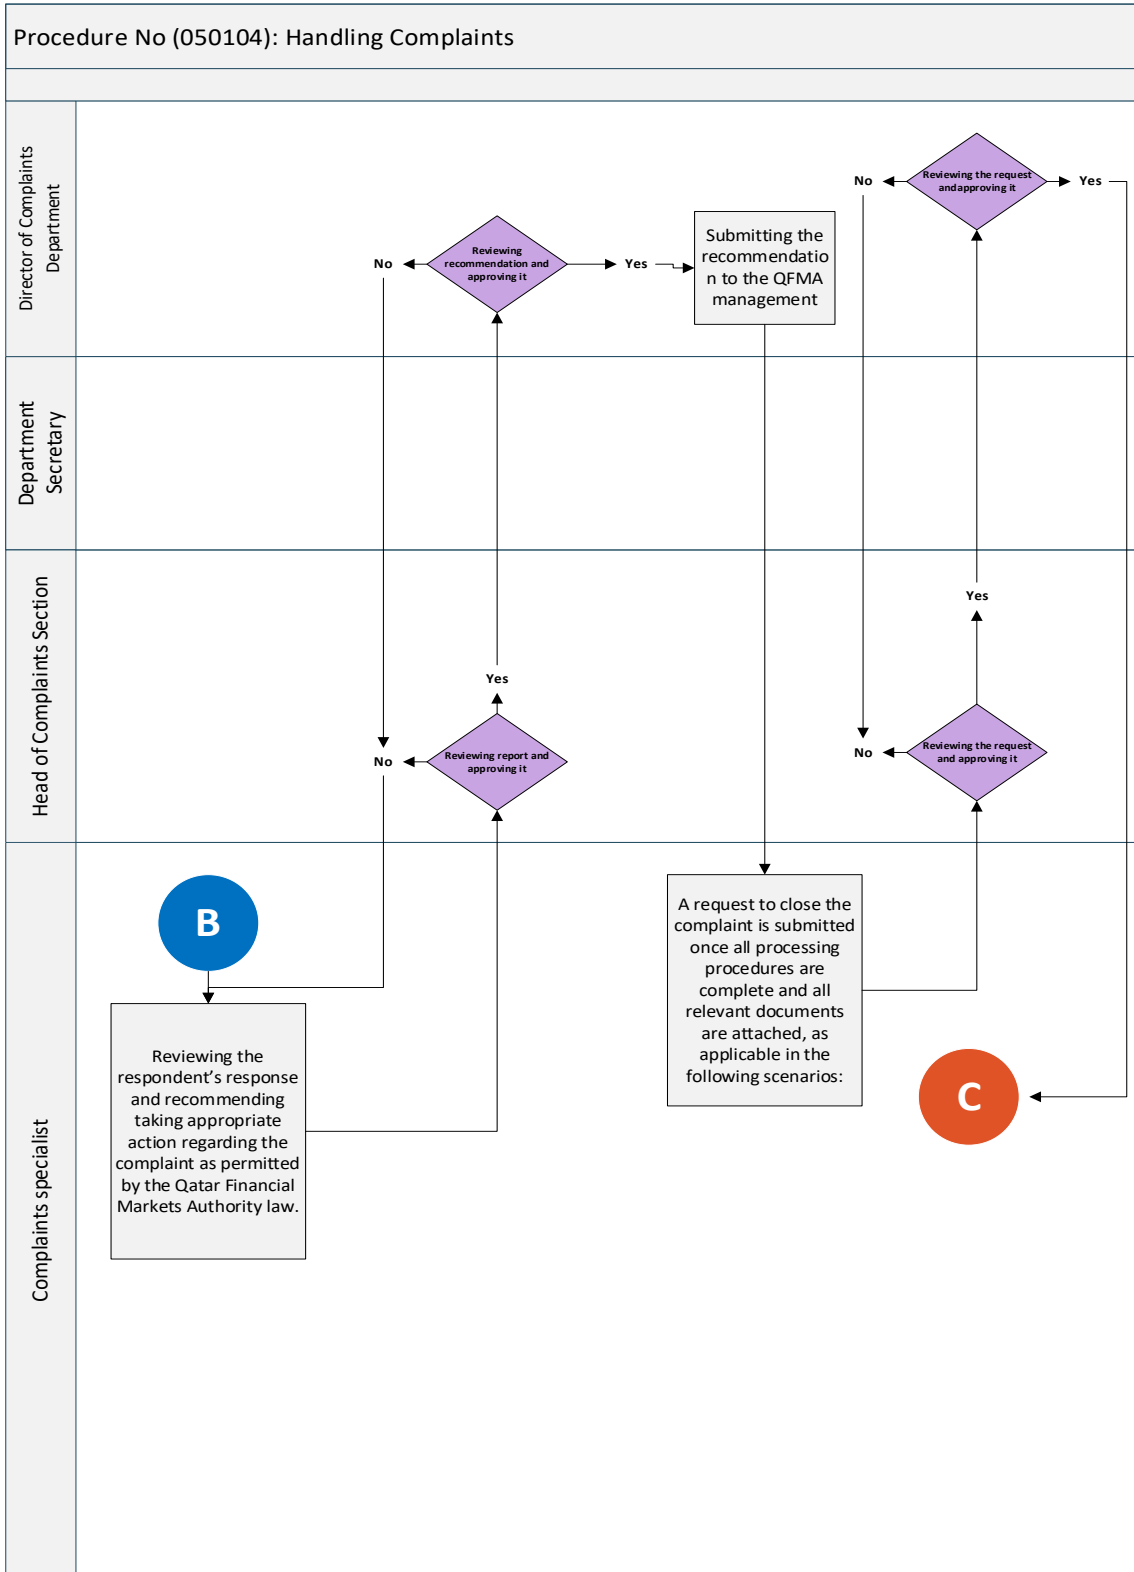 Procedure No (050104): Handling Complaints
Director of Complaints
Department
Reviewing
recommendation and
approving it
No
Yes
Submitting the
recommendatio
n to the QFMA
management
Reviewing the request
andapproving it
No
Yes
Department
Secretary
Head of Complaints Section
Yes
Reviewing report and
approving it
No
Yes
Reviewing the request
and approving it
No
Complaints specialist
B
Reviewing the
respondent’s response
and recommending
taking appropriate
action regarding the
complaint as permitted
by the Qatar Financial
Markets Authority law.
A request to close the
complaint is submitted
once all processing
procedures are
complete and all
relevant documents
are attached, as
applicable in the
following scenarios:
C